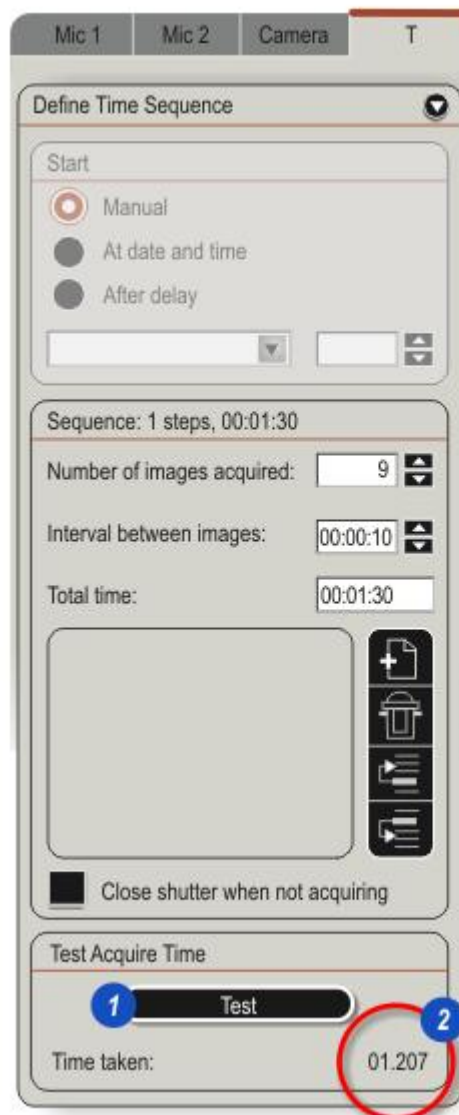 Mic 1 Mic 2 Camera T
Define Time Sequence
Start
Manual
At date and time
After delay
Sequence: 1 steps, 00:01:30
Number of images acquired: 9
Interval between images: 00:00:10
Total time: 00:01:30
Close shutter when not acquiring
Test Acquire Time
1 Test 2
Time taken: 01.207